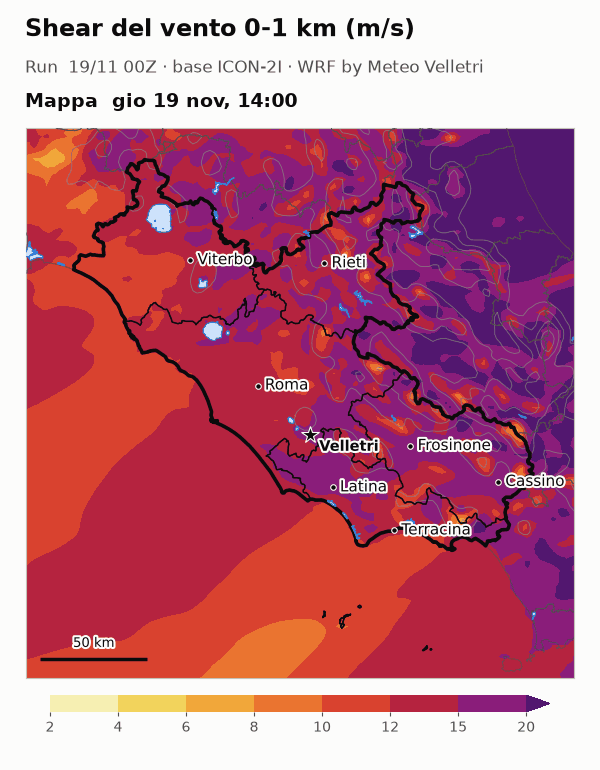 Shear del vento 0-1 km (m/s)
Run  19/11 00Z · base ICON-2I · WRF by Meteo Velletri
Mappa  gio 19 nov, 14:00
Viterbo
Rieti
Roma
Velletri
Frosinone
Latina
Cassino
Terracina
50 km
2 4 6 8 10 12 15 20